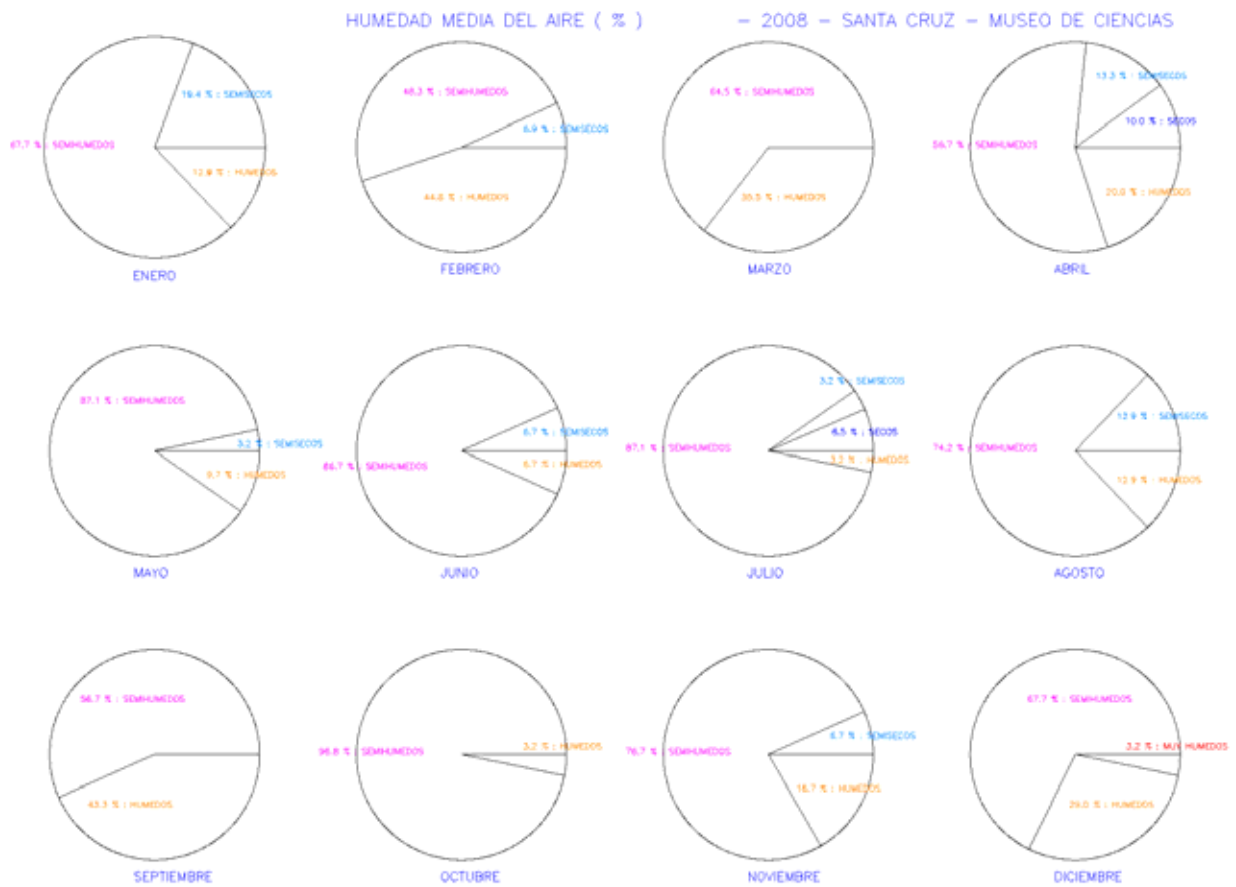 HUMEDAD MEDIA DEL AIRE ( % ) - 2008 - SANTA CRUZ - MUSEO DE CIENCIAS
19.4 % : SEMISECOS
67.7 % : SEMIHUMEDOS
12.9 % : HUMEDOS
ENERO
48.3 % : SEMIHUMEDOS
6.9 % : SEMISECOS
44.8 % : HUMEDOS
FEBRERO
64.5 % : SEMIHUMEDOS
35.5 % : HUMEDOS
MARZO
13.3 % : SEMISECOS
10.0 % : SECOS
56.7 % : SEMIHUMEDOS
20.0 % : HUMEDOS
ABRIL
87.1 % : SEMIHUMEDOS
3.2 % : SEMISECOS
9.7 % : HUMEDOS
MAYO
6.7 % : SEMISECOS
86.7 % : SEMIHUMEDOS
6.7 % : HUMEDOS
JUNIO
3.2 % : SEMISECOS
6.5 % : SECOS
87.1 % : SEMIHUMEDOS
3.2 % : HUMEDOS
JULIO
12.9 % : SEMISECOS
74.2 % : SEMIHUMEDOS
12.9 % : HUMEDOS
AGOSTO
56.7 % : SEMIHUMEDOS
43.3 % : HUMEDOS
SEPTIEMBRE
96.8 % : SEMIHUMEDOS
3.2 % : HUMEDOS
OCTUBRE
6.7 % : SEMISECOS
76.7 % : SEMIHUMEDOS
16.7 % : HUMEDOS
NOVIEMBRE
67.7 % : SEMIHUMEDOS
3.2 % : MUY HUMEDOS
29.0 % : HUMEDOS
DICIEMBRE